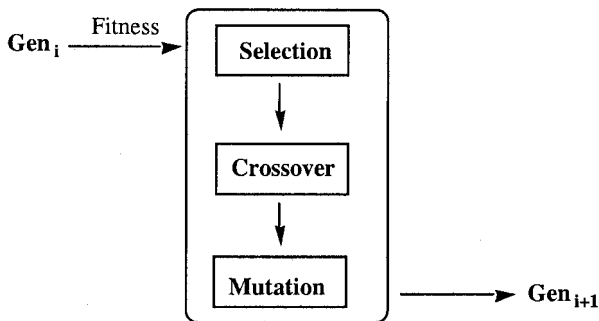 Fitness
Gen i
Selection
Crossover
Mutation
Gen i+1